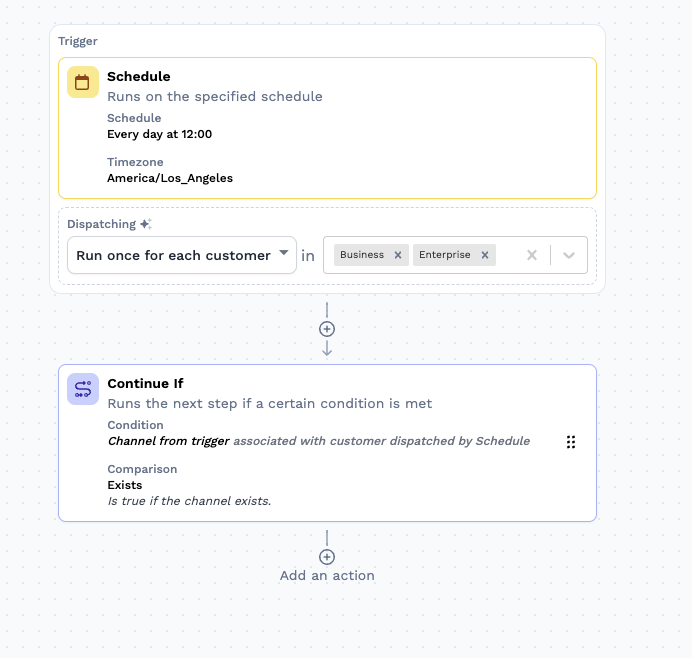 Trigger
Schedule
Runs on the specified schedule
Schedule
Every day at 12:00
Timezone
America/Los_Angeles
Dispatching
Run once for each customer in Business Enterprise
Continue If
Runs the next step if a certain condition is met
Condition
Channel from trigger associated with customer dispatched by Schedule
Comparison
Exists
Is true if the channel exists.
Add an action